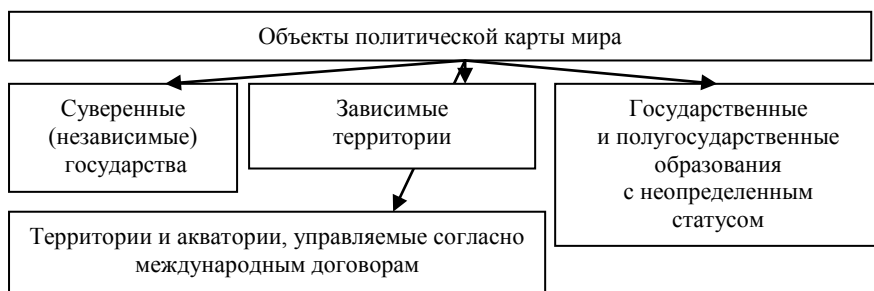 Объекты политической карты мира
Суверенные
(независимые)
государства
Зависимые
территории
Государственные
и полугосударственные
образования
с неопределенным
статусом
Территории и акватории, управляемые согласно
международным договорам